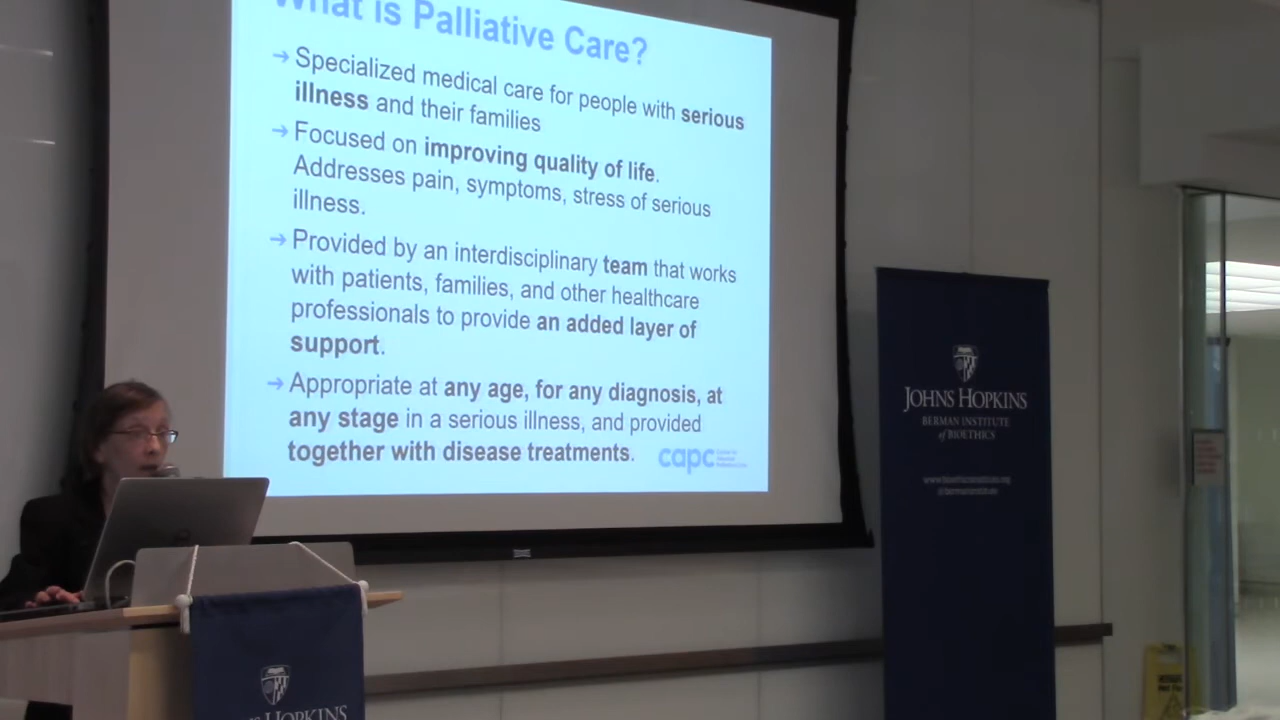 What is Palliative Care?
→ Specialized medical care for people with serious
illness and their families
→ Focused on improving quality of life.
Addresses pain, symptoms, stress of serious
illness.
→ Provided by an interdisciplinary team that works
with patients, families, and other healthcare
professionals to provide an added layer of
support.
→ Appropriate at any age, for any diagnosis, at
any stage in a serious illness, and provided
together with disease treatments.
capc
JOHNS HOPKINS
BERMAN INSTITUTE
of BIOETHICS
JOHNS HOPKINS